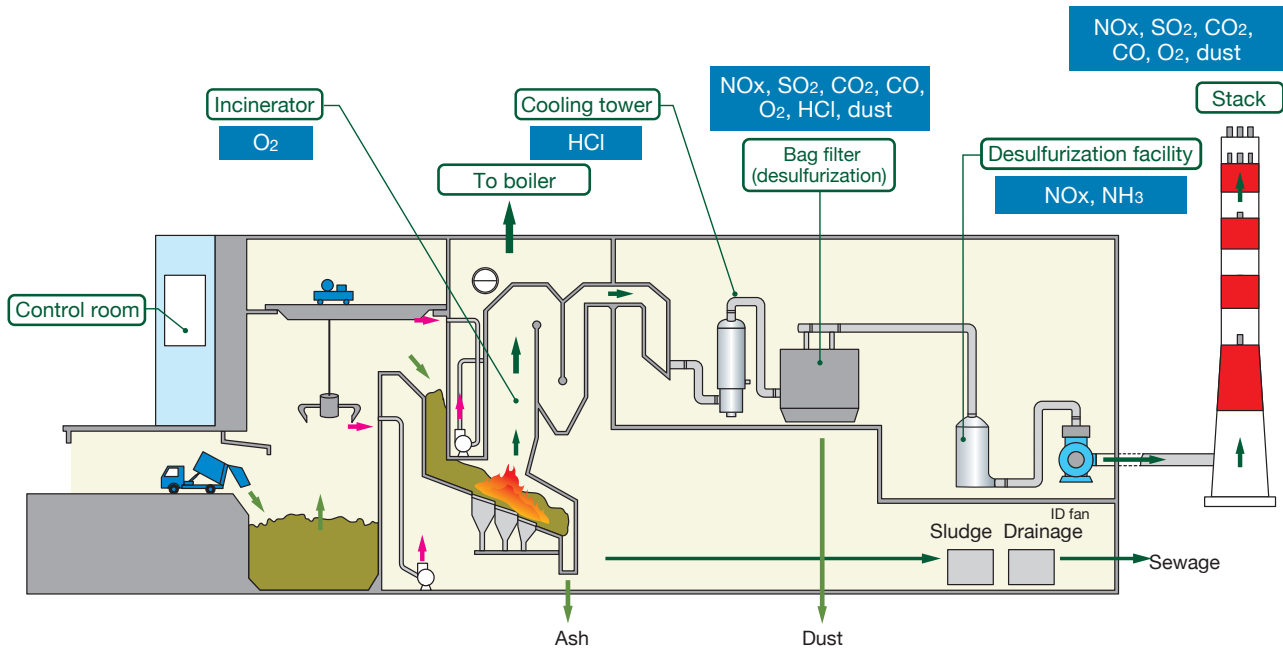 NOx, SO₂, CO₂,
CO, O₂, dust
Stack
NOx, SO₂, CO₂, CO,
O₂, HCl, dust
Incinerator
O₂
Cooling tower
HCl
Bag filter
(desulfurization)
Desulfurization facility
NOx, NH₃
To boiler
Control room
ID fan
Sludge
Drainage
Sewage
Ash
Dust